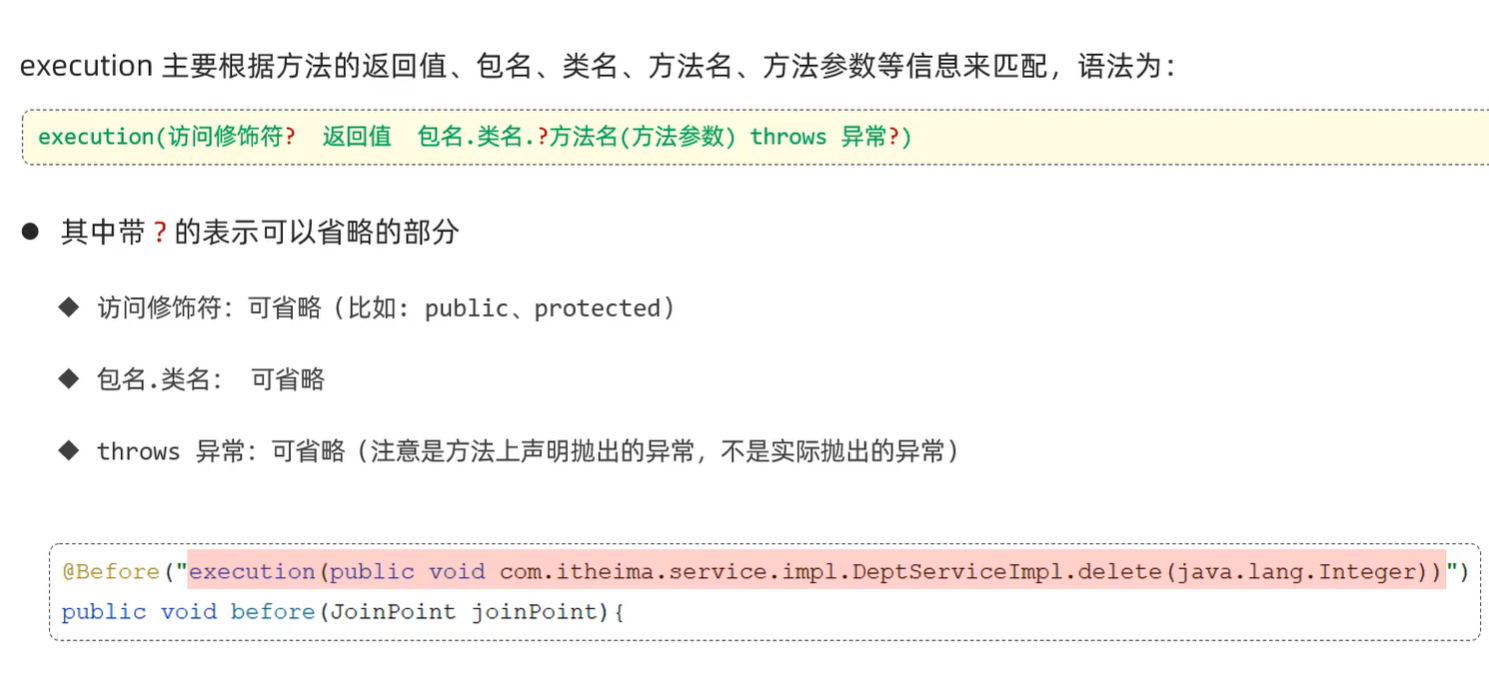 execution 主要根据方法的返回值、包名、类名、方法名、方法参数等信息来匹配，语法为：
execution(访问修饰符? 返回值 包名.类名.?方法名(方法参数) throws 异常?)
● 其中带 ? 的表示可以省略的部分
◆ 访问修饰符：可省略（比如: public、protected）
◆ 包名.类名： 可省略
◆ throws 异常：可省略（注意是方法上声明抛出的异常，不是实际抛出的异常）
@Before("execution(public void com.itheima.service.impl.DeptServiceImpl.delete(java.lang.Integer))")
public void before(JoinPoint joinPoint){